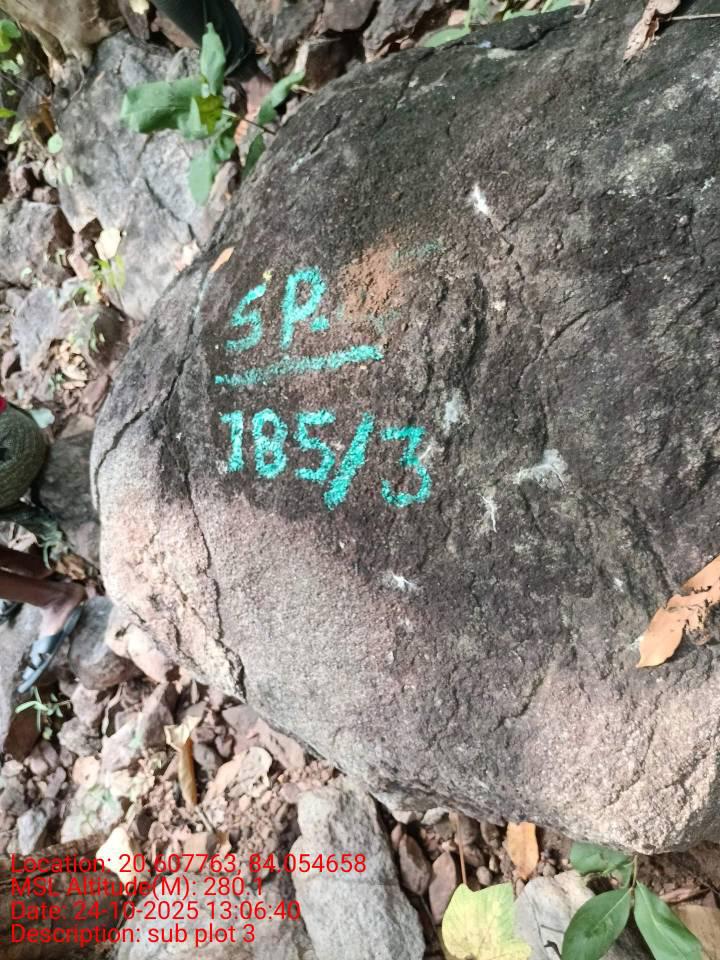 SP.
185/3
Location: 20.607763, 84.054658
MSL Altitude(M): 280.1
Date: 24-10-2025 13:06:40
Description: sub plot 3